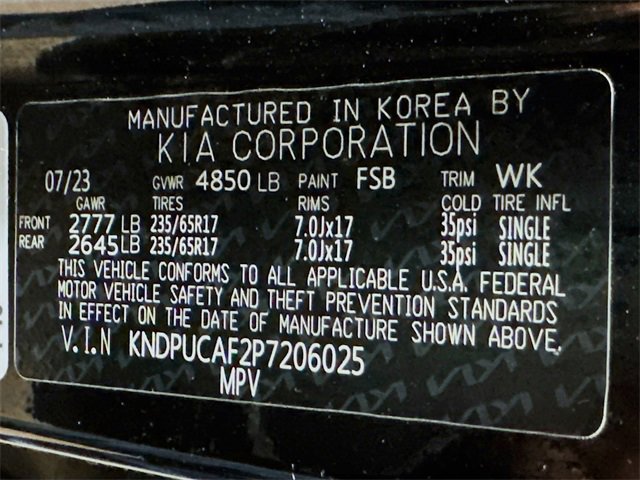 MANUFACTURED IN KOREA BY
KIA CORPORATION
07/23 GVWR 4850 LB PAINT FSB TRIM WK
GAWR TIRES RIMS COLD TIRE INFL
FRONT 2777 LB 235/65R17 7.0Jx17 35psi SINGLE
REAR 2645 LB 235/65R17 7.0Jx17 35psi SINGLE
THIS VEHICLE CONFORMS TO ALL APPLICABLE U.S.A. FEDERAL
MOTOR VEHICLE SAFETY AND THEFT PREVENTION STANDARDS
IN EFFECT ON THE DATE OF MANUFACTURE SHOWN ABOVE.
V.I.N KNDPUCAF2P7206025
MPV